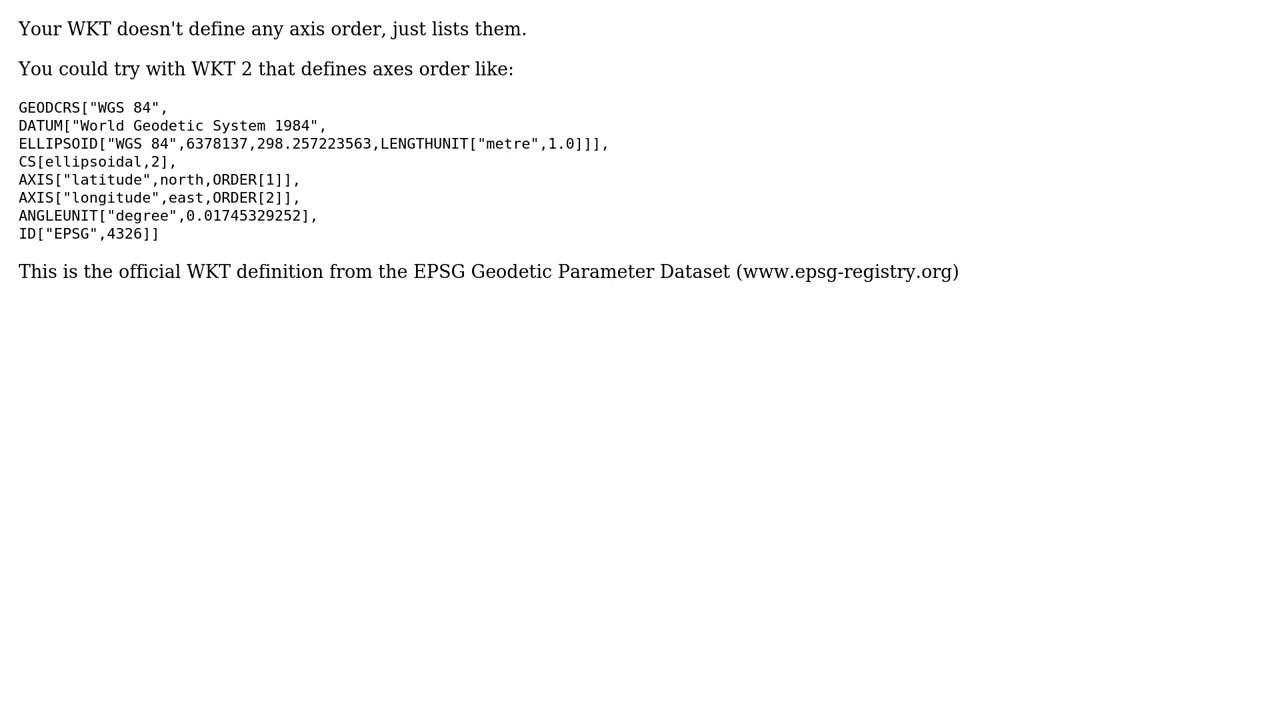 Your WKT doesn't define any axis order, just lists them.
You could try with WKT 2 that defines axes order like:
GEODCRS["WGS 84",
DATUM["World Geodetic System 1984",
ELLIPSOID["WGS 84",6378137,298.257223563,LENGTHUNIT["metre",1.0]]],
CS[ellipsoidal,2],
AXIS["latitude",north,ORDER[1]],
AXIS["longitude",east,ORDER[2]],
ANGLEUNIT["degree",0.01745329252],
ID["EPSG",4326]]
This is the official WKT definition from the EPSG Geodetic Parameter Dataset (www.epsg-registry.org)